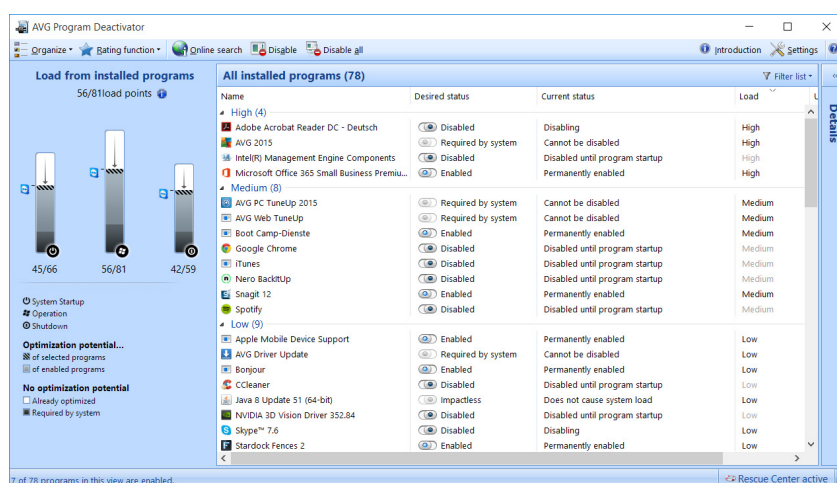 AVG Program Deactivator
Organize Rating function Online search Disable Disable all Introduction Settings
Load from installed programs
56/81load points
45/66 56/81 42/59
System Startup
Operation
Shutdown
Optimization potential...
of selected programs
of enabled programs
No optimization potential
Already optimized
Required by system
All installed programs (78) Filter list
Name Desired status Current status Load U
High (4)
Adobe Acrobat Reader DC - Deutsch Disabled Disabling High
AVG 2015 Required by system Cannot be disabled High
Intel(R) Management Engine Components Disabled Disabled until program startup High
Microsoft Office 365 Small Business Premiu... Enabled Permanently enabled High
Medium (8)
AVG PC TuneUp 2015 Required by system Cannot be disabled Medium
AVG Web TuneUp Required by system Cannot be disabled Medium
Boot Camp-Dienste Enabled Permanently enabled Medium
Google Chrome Disabled Disabled until program startup Medium
iTunes Disabled Disabled until program startup Medium
Nero BackItUp Disabled Disabled until program startup Medium
Snagit 12 Enabled Permanently enabled Medium
Spotify Disabled Disabled until program startup Medium
Low (9)
Apple Mobile Device Support Enabled Permanently enabled Low
AVG Driver Update Required by system Cannot be disabled Low
Bonjour Enabled Permanently enabled Low
CCleaner Disabled Disabled until program startup Low
Java 8 Update 51 (64-bit) Impactless Does not cause system load Low
NVIDIA 3D Vision Driver 352.84 Disabled Disabled until program startup Low
Skype™ 7.6 Disabled Disabling Low
Stardock Fences 2 Enabled Permanently enabled Low
Details
7 of 78 programs in this view are enabled. Rescue Center active